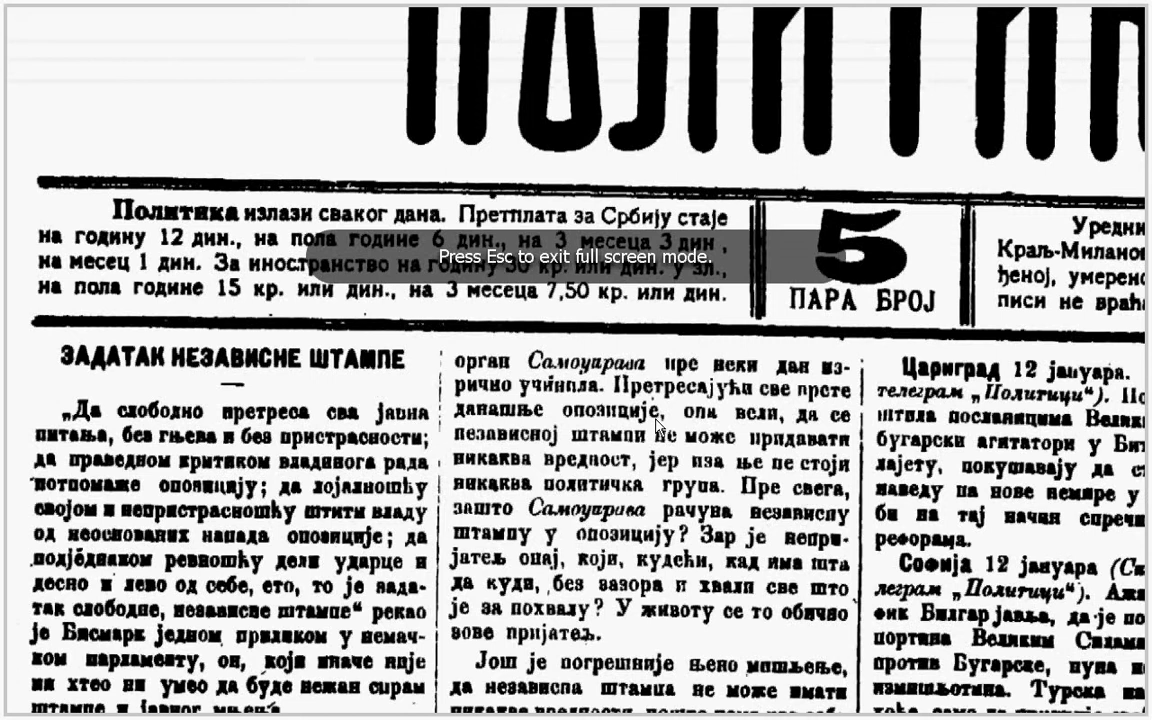 ПОЛИТИК
Политика излази сваког дана. Претплата за Србију стаје
на годину 12 дин., на пола године 6 дин., на 3 месеца 3 дин,
на месец 1 дин. За иностранство на годину 30 кр. или дин. у зл.,
на пола године 15 кр. или дин., на 3 месеца 7,50 кр. или дин.
Press Esc to exit full screen mode.
5
ПАРА БРОЈ
Уредни
Краљ-Милано
ђеној, умерен
писи не враћ
ЗАДАТАК НЕЗАВИСНЕ ШТАМПЕ
„Да слободно претреса сва јавна
питања, без гњева и без пристрасности;
да праведном критиком владинога рада
потпомаже опозицију; да лојалношћу
својом и непристрасношћу штити владу
од неоснованих напада опозиције; да
подједнаком ревношћу дели ударце и
десно и лево од себе, ето, то је зада-
так слободне, независне штампе“ рекао
је Бисмарк једном приликом у немач-
ком парламенту, он, који иначе није
ни хтео ни умео да буде нежан спрам
штампе и јавног мњења.
орган Самоуправа пре неки дан из-
рично учинила. Претресајући све врсте
данашње опозиције, она вели, да се
независној штампи не може придавати
никаква вредност, јер иза ње не стоји
никаква политичка група. Пре свега,
зашто Самоуправа рачуна независну
штампу у опозицију? Зар је непри-
јатељ онај, који, кудећи, кад има шта
да куди, без зазора и хвали све што
је за похвалу? У животу се то обично
зове пријатељ.
Још је погрешније њено мишљење,
да независна штампа не може имати
Цариград 12 јануара.
телеграм „Политици“). По
штила посланицима Велик
бугарски агитатори у Бит
лајету, покушавају да
наведу на нове немире у
би на тај начин спреч
реформа.
Софија 12 јануара (Сп
леграм „Политици“).
ник Билгар јавља, да је по
портина Великим Силама
против Бугарске, пуна
измишљотина. Турска